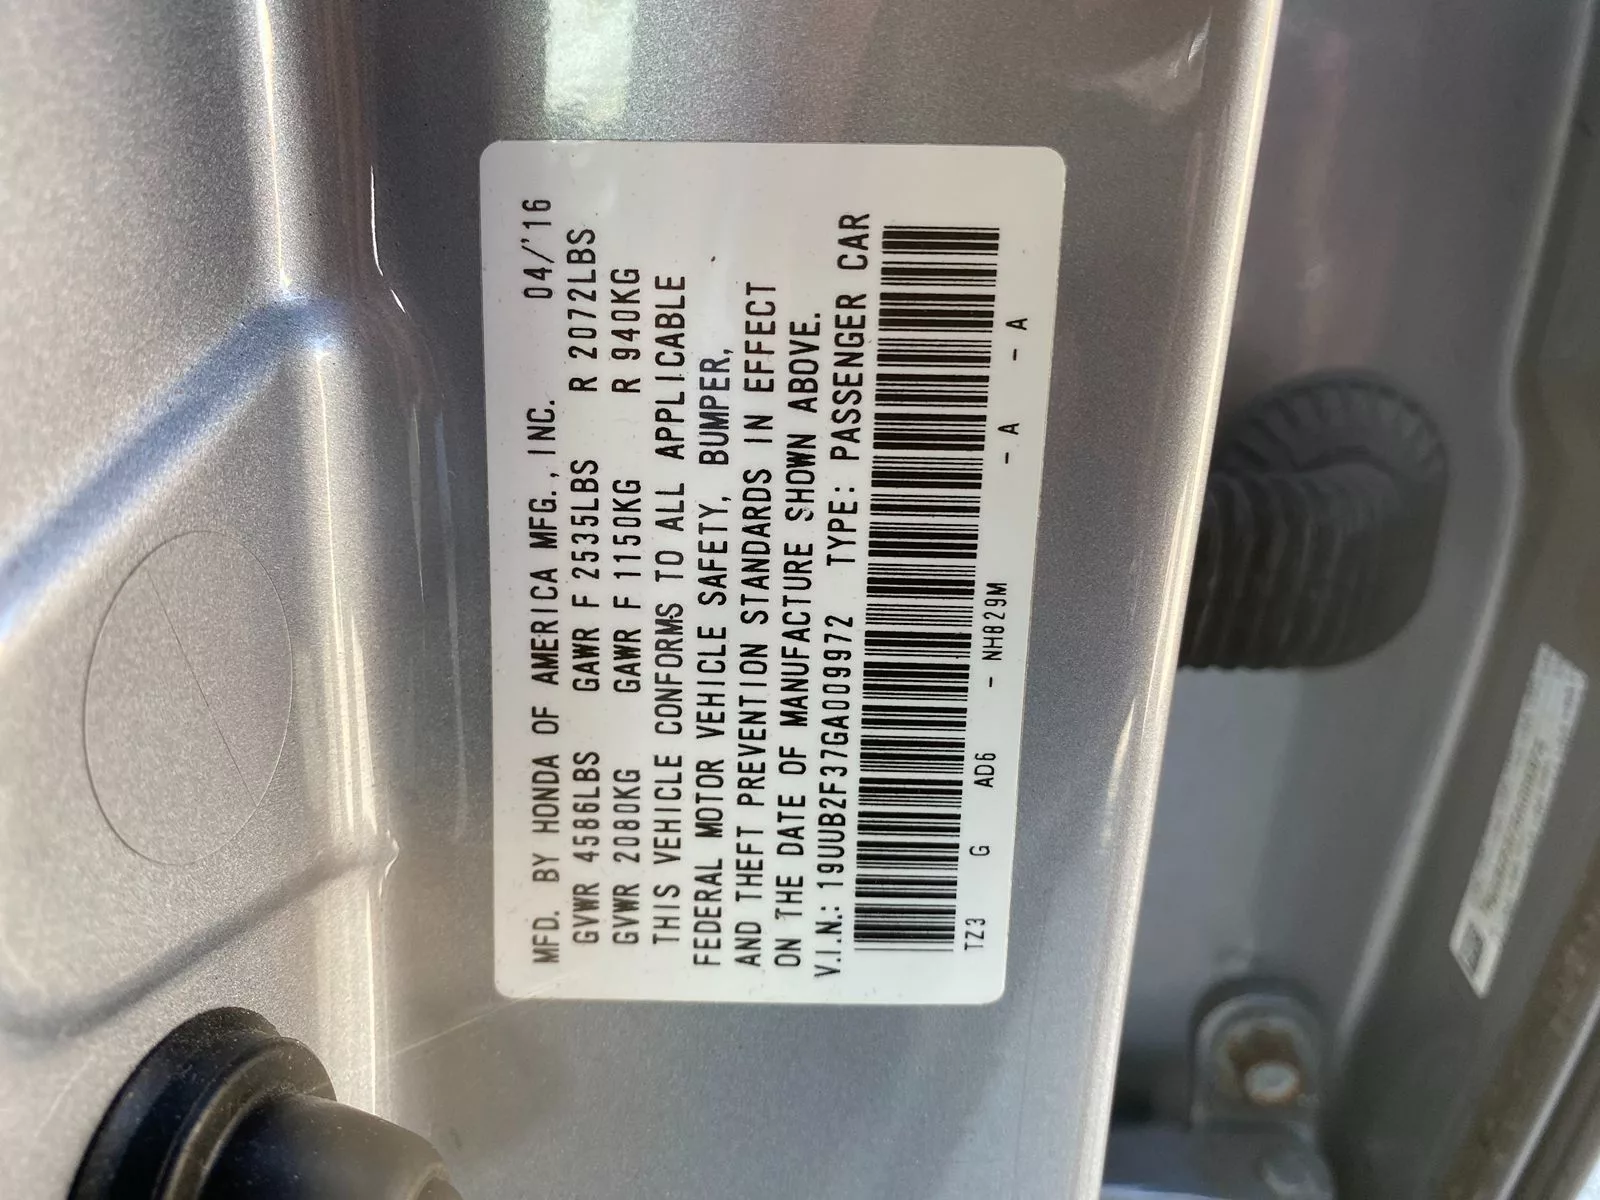 MFD. BY HONDA OF AMERICA MFG., INC. 04/'16
GVWR 4586LBS GAWR F 2535LBS R 2072LBS
GVWR 2080KG GAWR F 1150KG R 940KG
THIS VEHICLE CONFORMS TO ALL APPLICABLE
FEDERAL MOTOR VEHICLE SAFETY, BUMPER,
AND THEFT PREVENTION STANDARDS IN EFFECT
ON THE DATE OF MANUFACTURE SHOWN ABOVE.
V.I.N.: 19UUB2F37GA009972 TYPE: PASSENGER CAR
TZ3 G AD6 - NH829M - A - A